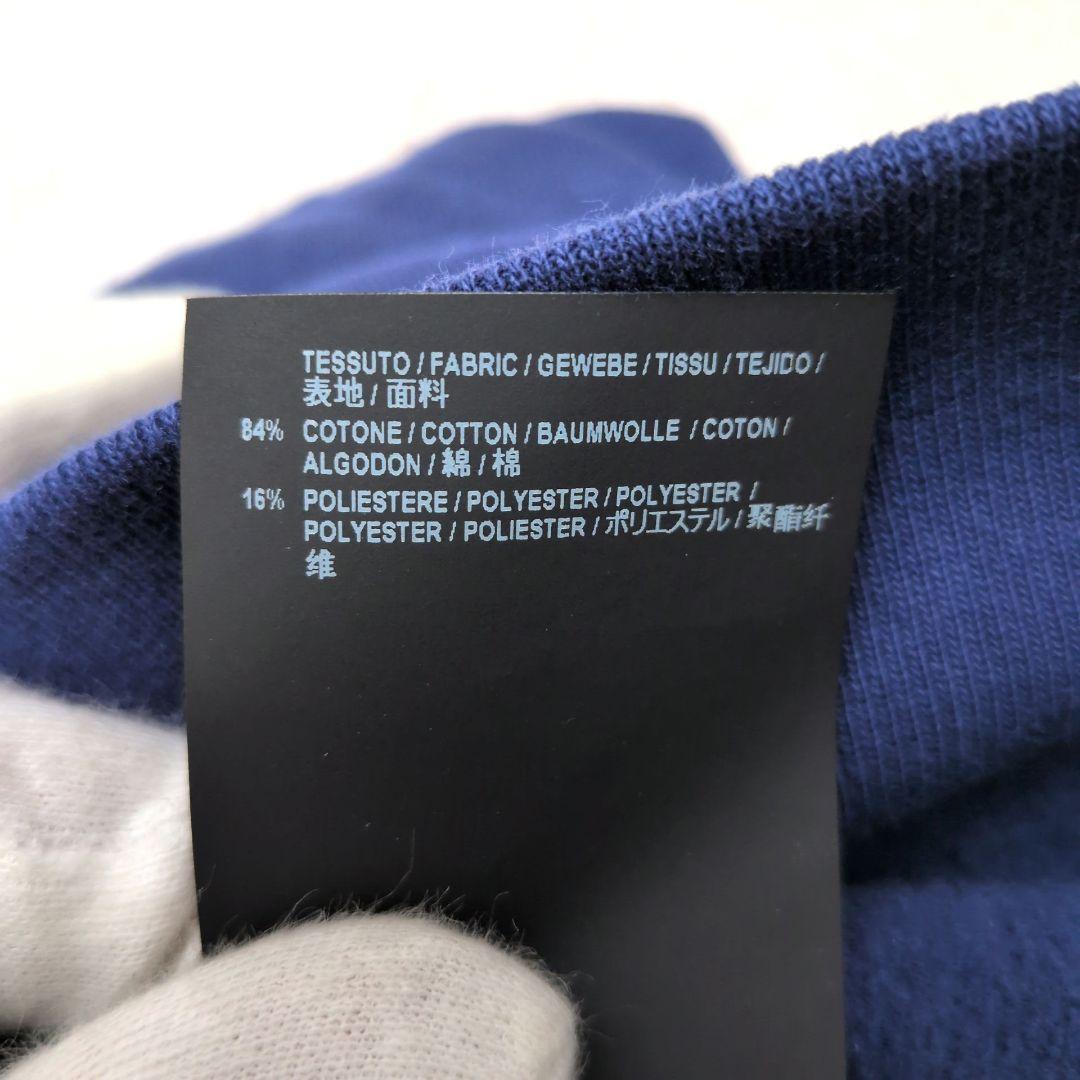 TESSUTO / FABRIC / GEWEBE / TISSU / TEJIDO /
表地 / 面料
84% COTONE / COTTON / BAUMWOLLE / COTON /
ALGODON / 綿 / 棉
16% POLIESTERE / POLYESTER / POLYESTER /
POLYESTER / POLIESTER / ポリエステル / 聚酯纤
维